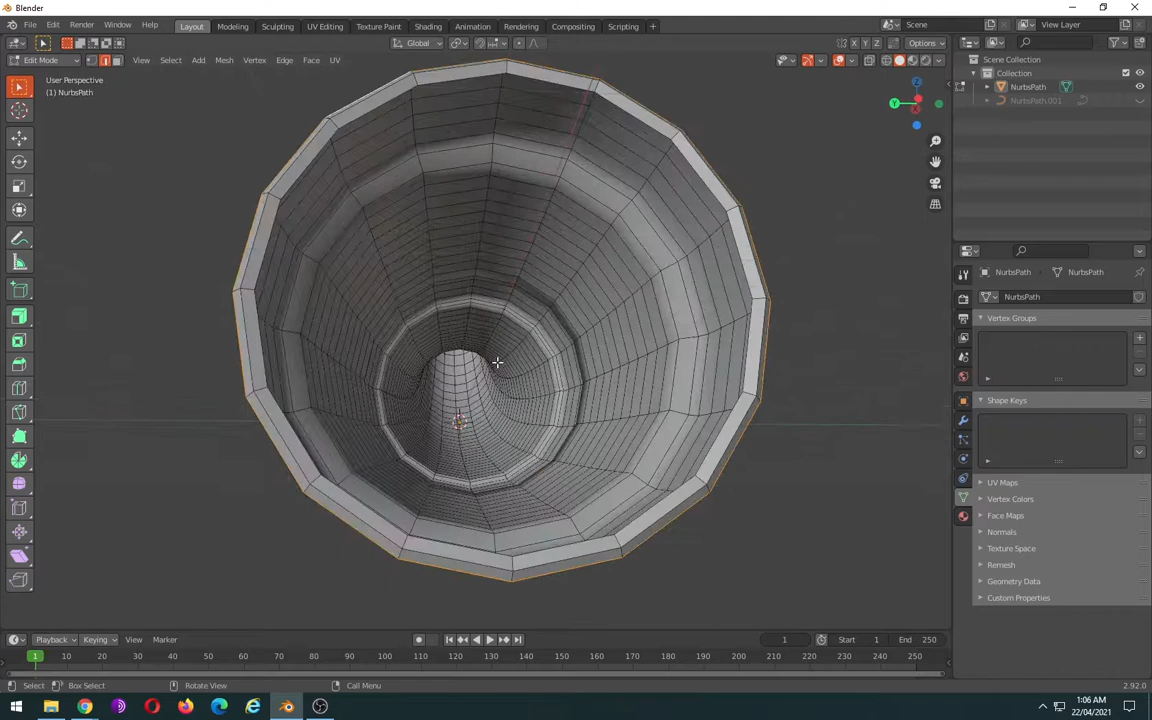 Blender
File Edit Render Window Help Layout Modeling Sculpting UV Editing Texture Paint Shading Animation Rendering Compositing Scripting + Scene View Layer
Global X Y Z Options
Edit Mode View Select Add Mesh Vertex Edge Face UV
Scene Collection
User Perspective
(1) NurbsPath
Collection
NurbsPath
NurbsPath.001
Z
Y
NurbsPath NurbsPath
NurbsPath
Vertex Groups
Shape Keys
UV Maps
Vertex Colors
Face Maps
Normals
Texture Space
Remesh
Geometry Data
Custom Properties
Playback Keying View Marker 1 Start 1 End 250
1 10 20 30 40 50 60 70 80 90 100 110 120 130 140 150 160 170 180 190 200 210 220 230 240 250
Select Box Select Rotate View Call Menu 2.92.0
1:06 AM
22/04/2021